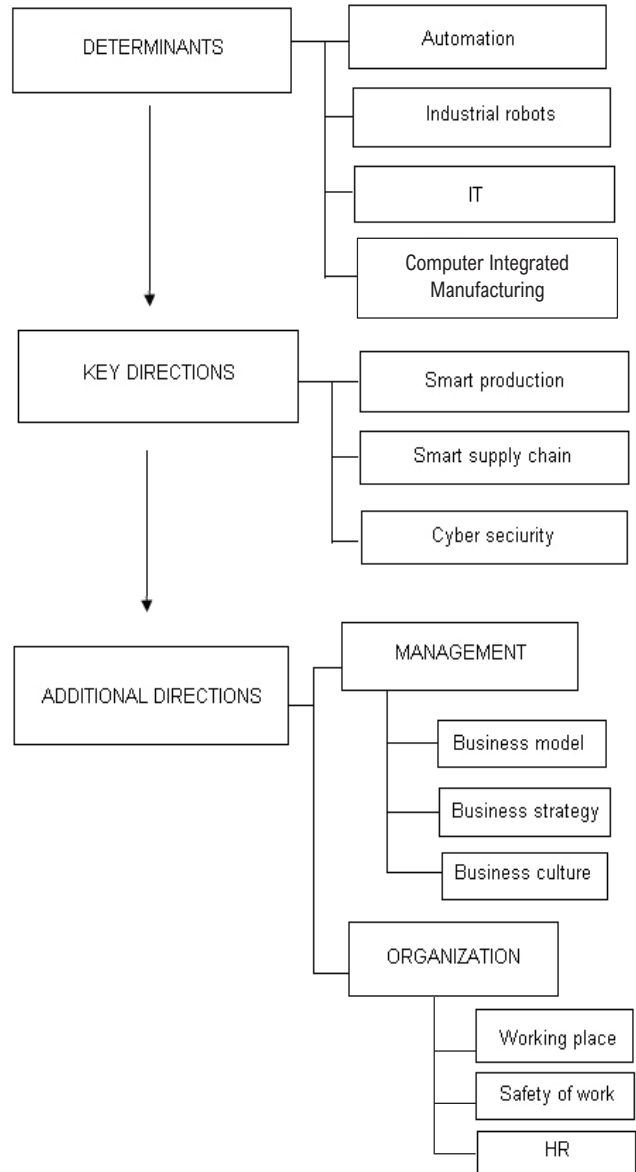 DETERMINANTS
Automation
Industrial robots
IT
Computer Integrated
Manufacturing
KEY DIRECTIONS
Smart production
Smart supply chain
Cyber seciurity
ADDITIONAL DIRECTIONS
MANAGEMENT
Business model
Business strategy
Business culture
ORGANIZATION
Working place
Safety of work
HR